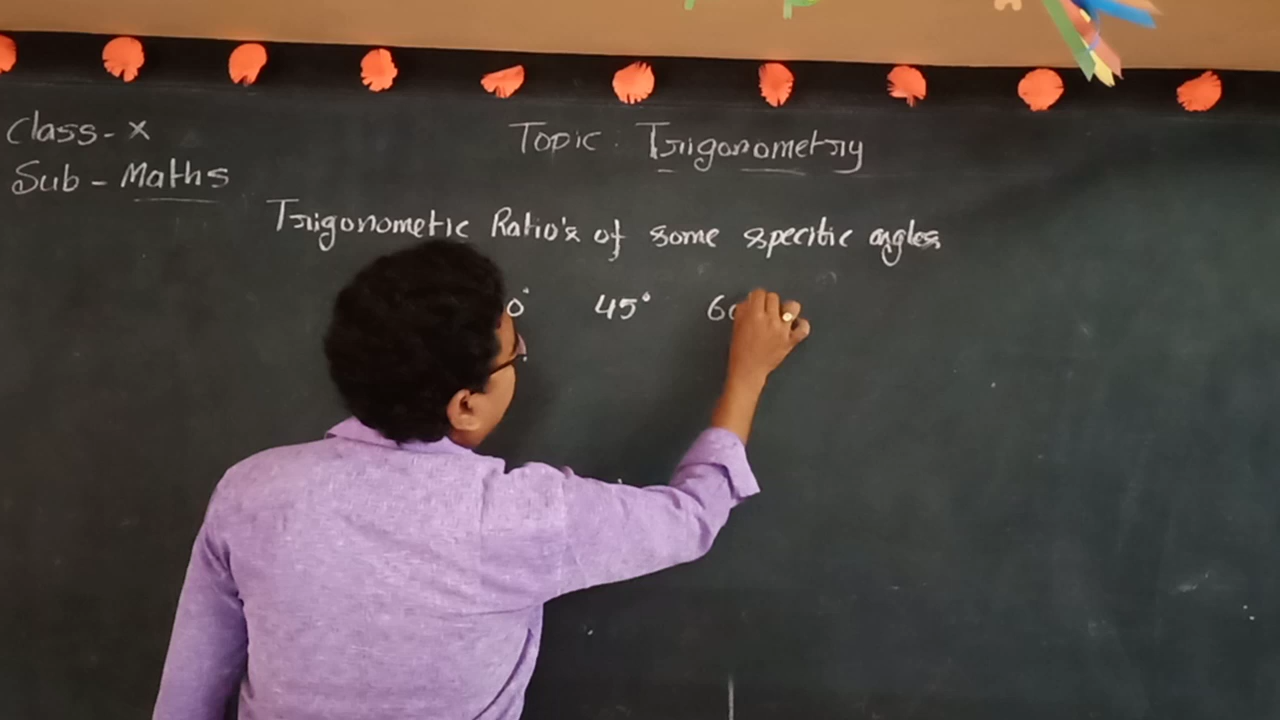 Class - X
Sub - Maths
Topic : Trigonometry
Trigonometric Ratio's of some specific angles
0° 45° 60